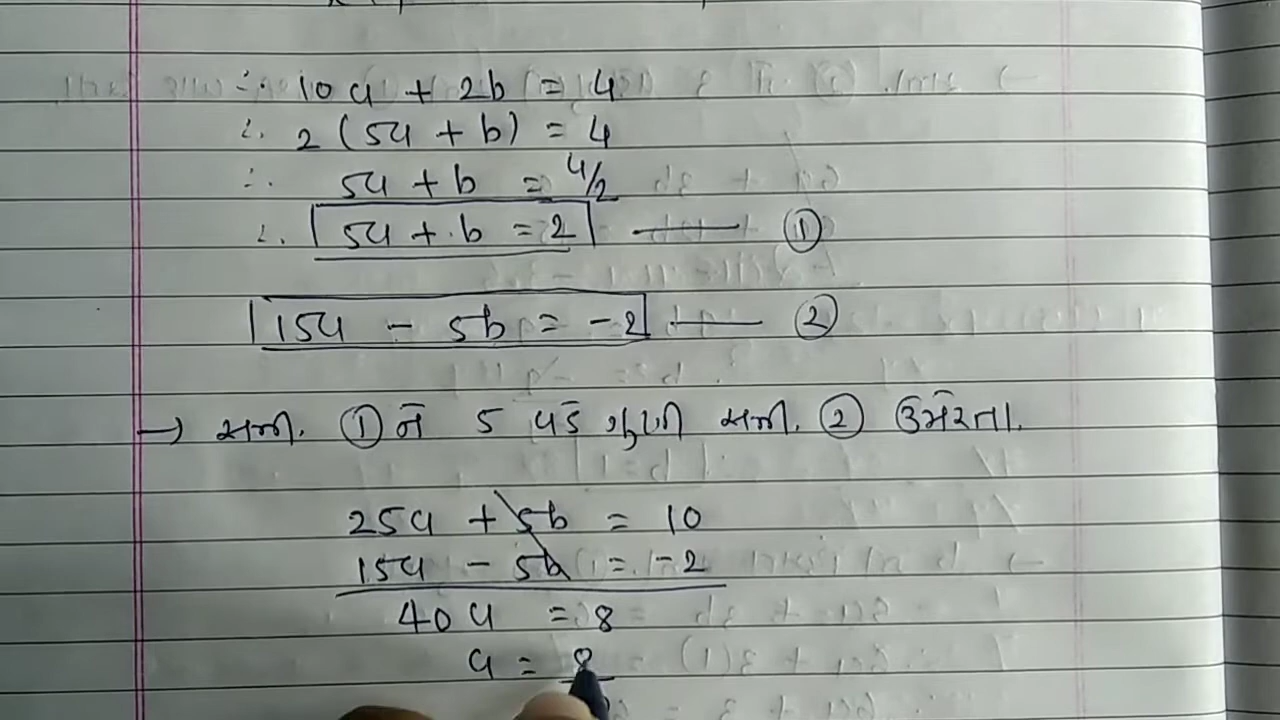 ∴ 10a + 2b = 4
∴ 2(5a + b) = 4
∴ 5a + b = 4/2
∴ 5a + b = 2 —— ①
15a - 5b = -2 —— ②
→ સમી. ① ને 5 વડે ગુણી સમી. ② ઉમેરતા.
25a + 5b = 10
15a - 5b = -2
40a = 8
a = 8